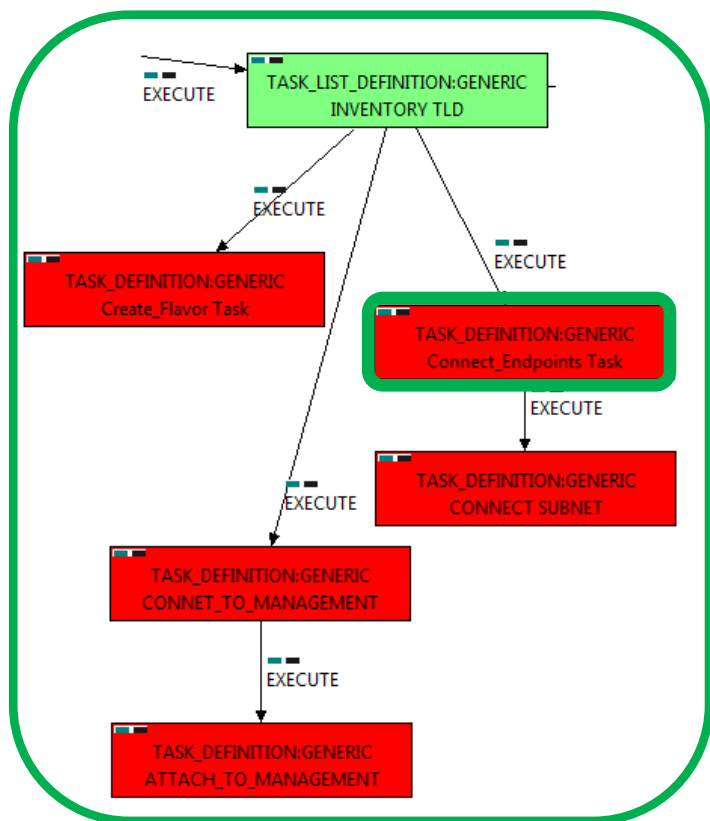 TASK_LIST_DEFINITION:GENERIC
INVENTORY TLD
EXECUTE
EXECUTE
TASK_DEFINITION:GENERIC
Create_Flavor Task
EXECUTE
TASK_DEFINITION:GENERIC
Connect_Endpoints Task
EXECUTE
TASK_DEFINITION:GENERIC
CONNECT SUBNET
EXECUTE
TASK_DEFINITION:GENERIC
CONNET_TO_MANAGEMENT
EXECUTE
TASK_DEFINITION:GENERIC
ATTACH_TO_MANAGEMENT